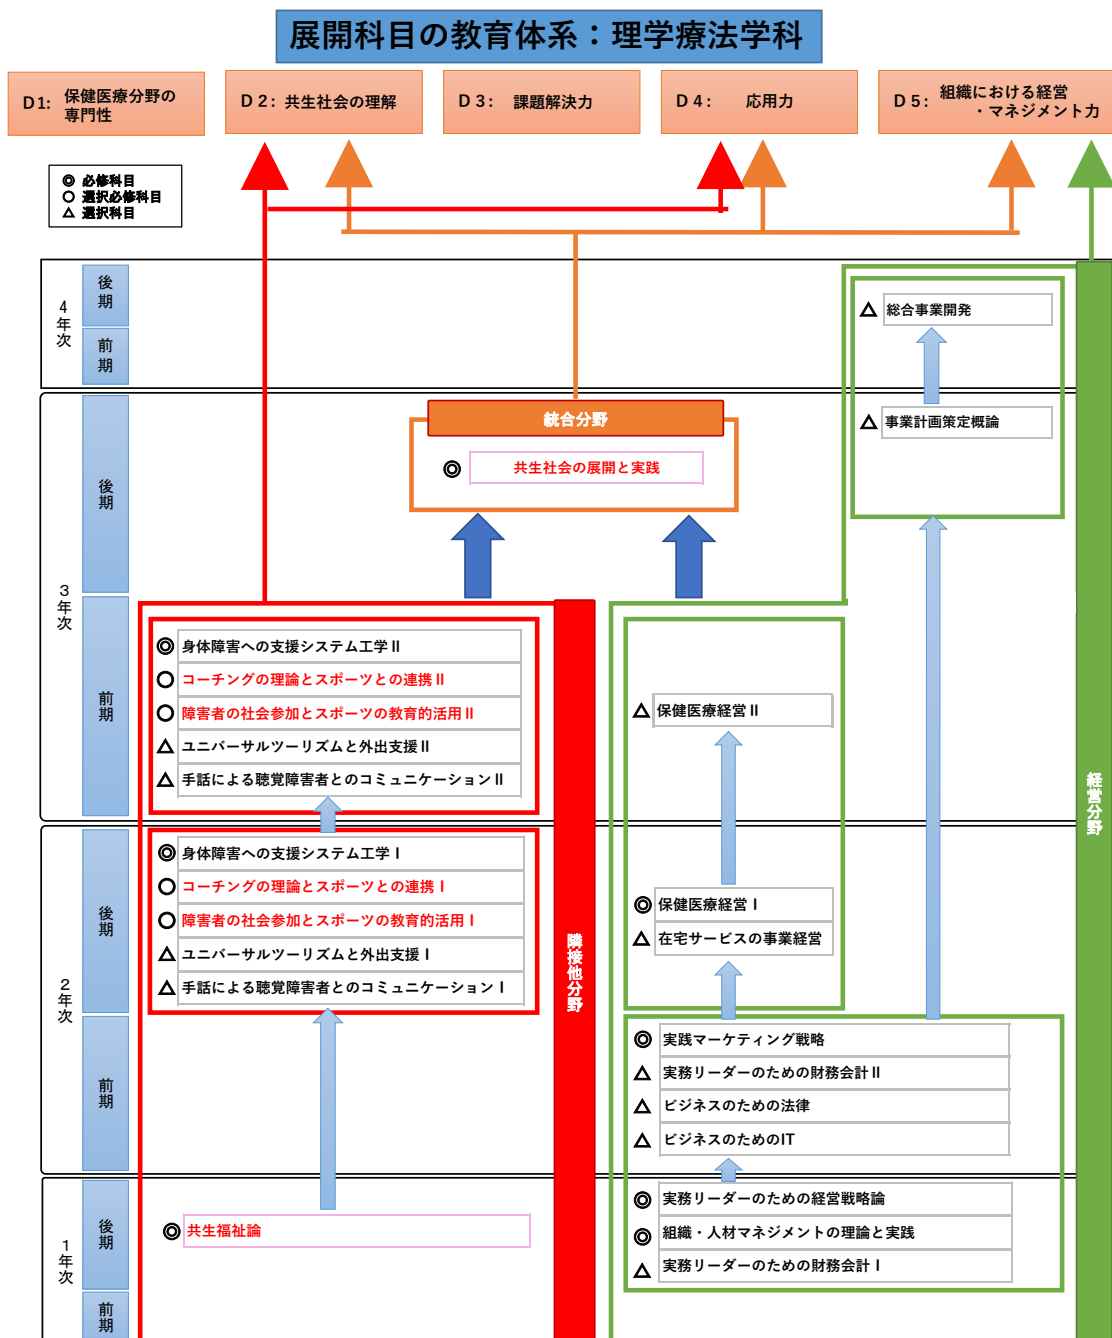 展開科目の教育体系：理学療法学科
D1: 保健医療分野の
専門性
D2：共生社会の理解
D3： 課題解決力
D4： 応用力
D5： 組織における経営
・マネジメント力
◎ 必修科目
○ 選択必修科目
△ 選択科目
4年次
後期
前期
△ 総合事業開発
3年次
後期
前期
△ 事業計画策定概論
統合分野
◎ 共生社会の展開と実践
◎ 身体障害への支援システム工学Ⅱ
○ コーチングの理論とスポーツとの連携Ⅱ
○ 障害者の社会参加とスポーツの教育的活用Ⅱ
△ ユニバーサルツーリズムと外出支援Ⅱ
△ 手話による聴覚障害者とのコミュニケーションⅡ
△ 保健医療経営Ⅱ
経営分野
隣接他分野
2年次
後期
前期
◎ 身体障害への支援システム工学Ⅰ
○ コーチングの理論とスポーツとの連携Ⅰ
○ 障害者の社会参加とスポーツの教育的活用Ⅰ
△ ユニバーサルツーリズムと外出支援Ⅰ
△ 手話による聴覚障害者とのコミュニケーションⅠ
◎ 保健医療経営Ⅰ
△ 在宅サービスの事業経営
◎ 実践マーケティング戦略
△ 実務リーダーのための財務会計Ⅱ
△ ビジネスのための法律
△ ビジネスのためのIT
1年次
後期
前期
◎ 共生福祉論
◎ 実務リーダーのための経営戦略論
◎ 組織・人材マネジメントの理論と実践
△ 実務リーダーのための財務会計Ⅰ